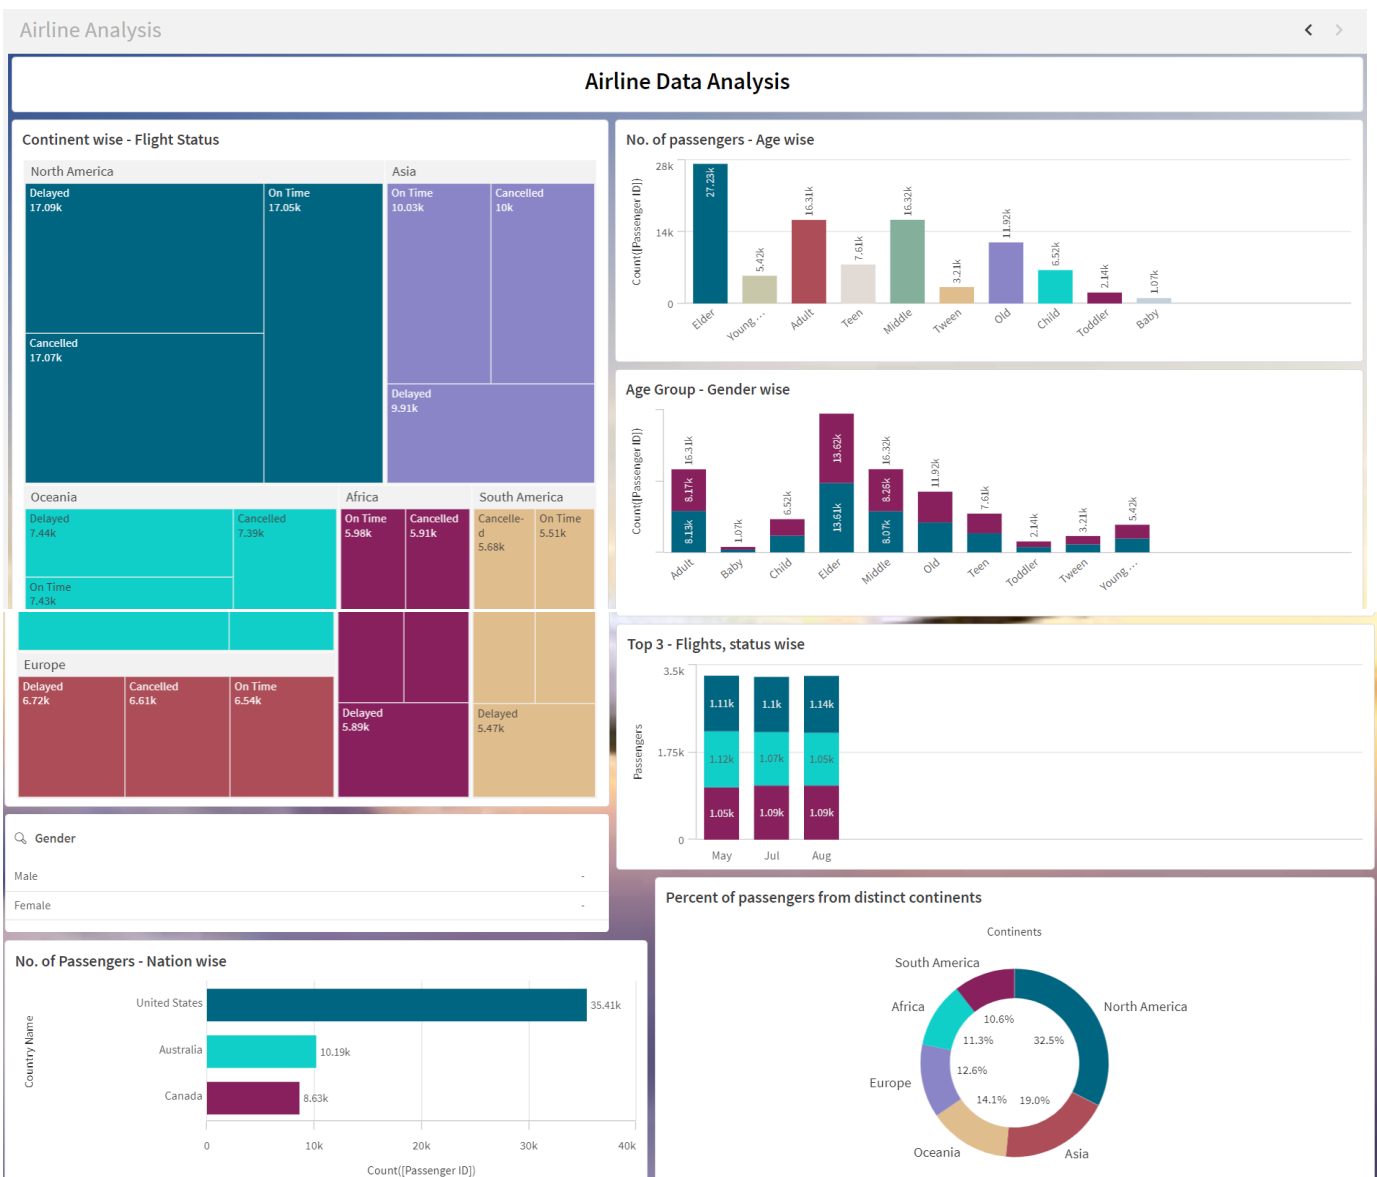 Airline Analysis
Airline Data Analysis
Continent wise - Flight Status
North America
Asia
Delayed
17.09k
On Time
17.05k
On Time
10.03k
Cancelled
10k
Cancelled
17.07k
Delayed
9.91k
Oceania
Africa
South America
Delayed
7.44k
Cancelled
7.39k
On Time
5.98k
Cancelled
5.91k
Cancelle-
d
5.68k
On Time
5.51k
On Time
7.43k
Europe
Delayed
6.72k
Cancelled
6.61k
On Time
6.54k
Delayed
5.89k
Delayed
5.47k
Gender
Male -
Female -
No. of Passengers - Nation wise
Country Name
United States 35.41k
Australia 10.19k
Canada 8.63k
0 10k 20k 30k 40k
Count([Passenger ID])
No. of passengers - Age wise
Count([Passenger ID])
28k
14k
0
27.23k
5.42k
16.31k
7.61k
16.32k
3.21k
11.92k
6.52k
2.14k
1.07k
Elder
Young ...
Adult
Teen
Middle
Tween
Old
Child
Toddler
Baby
Age Group - Gender wise
Count([Passenger ID])
16.31k
8.17k
8.13k
1.07k
6.52k
13.62k
13.61k
16.32k
8.26k
8.07k
11.92k
7.61k
2.14k
3.21k
5.42k
Adult
Baby
Child
Elder
Middle
Old
Teen
Toddler
Tween
Young ...
Top 3 - Flights, status wise
Passengers
3.5k
1.75k
0
1.11k 1.1k 1.14k
1.12k 1.07k 1.05k
1.05k 1.09k 1.09k
May Jul Aug
Percent of passengers from distinct continents
Continents
South America
Africa
North America
10.6%
11.3%
32.5%
12.6%
Europe
14.1%
19.0%
Oceania
Asia